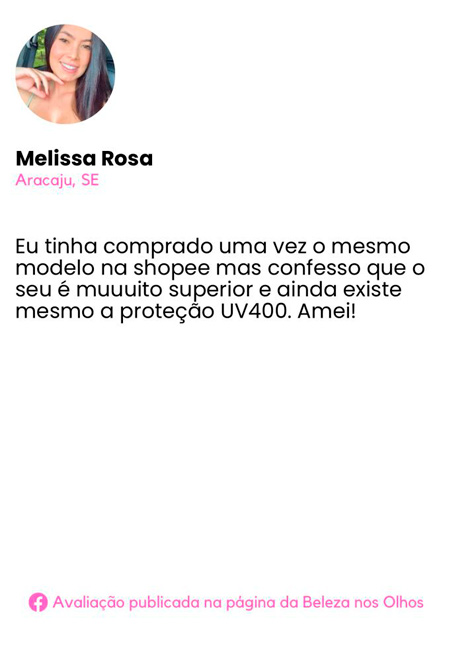 Melissa Rosa
Aracaju, SE
Eu tinha comprado uma vez o mesmo
modelo na shopee mas confesso que o
seu é muuuito superior e ainda existe
mesmo a proteção UV400. Amei!
Avaliação publicada na página da Beleza nos Olhos